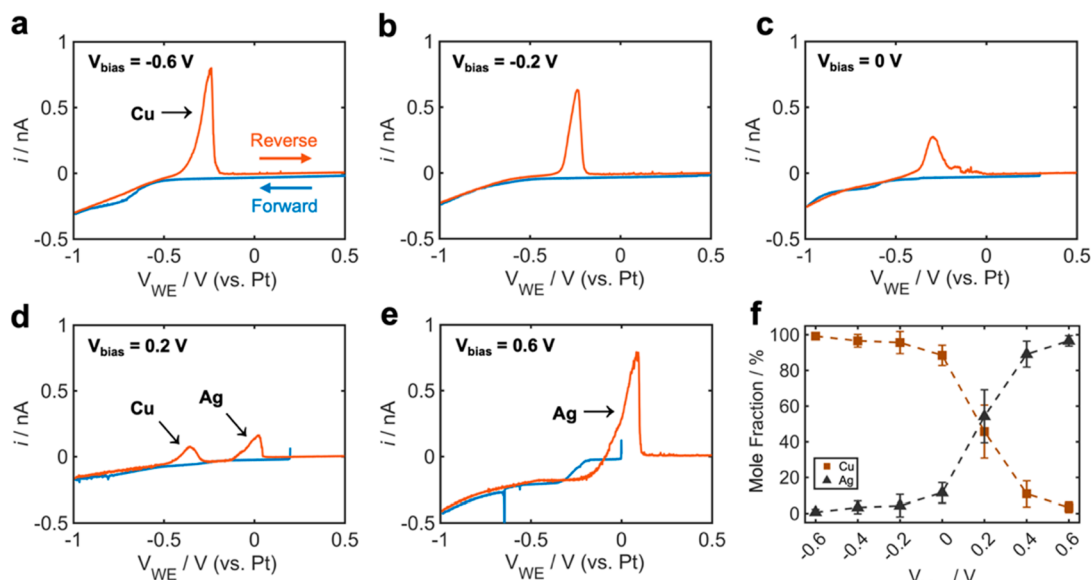 a
V_bias = -0.6 V
Cu
Reverse
Forward
i / nA
1
0.5
0
-0.5
-1
-0.5
0
0.5
V_WE / V (vs. Pt)
b
V_bias = -0.2 V
i / nA
1
0.5
0
-0.5
-1
-0.5
0
0.5
V_WE / V (vs. Pt)
c
V_bias = 0 V
i / nA
1
0.5
0
-0.5
-1
-0.5
0
0.5
V_WE / V (vs. Pt)
d
V_bias = 0.2 V
Cu
Ag
i / nA
1
0.5
0
-0.5
-1
-0.5
0
0.5
V_WE / V (vs. Pt)
e
V_bias = 0.6 V
Ag
i / nA
1
0.5
0
-0.5
-1
-0.5
0
0.5
V_WE / V (vs. Pt)
f
Mole Fraction / %
100
80
60
40
20
0
Cu
Ag
-0.6
-0.4
-0.2
0
0.2
0.4
0.6
V / V